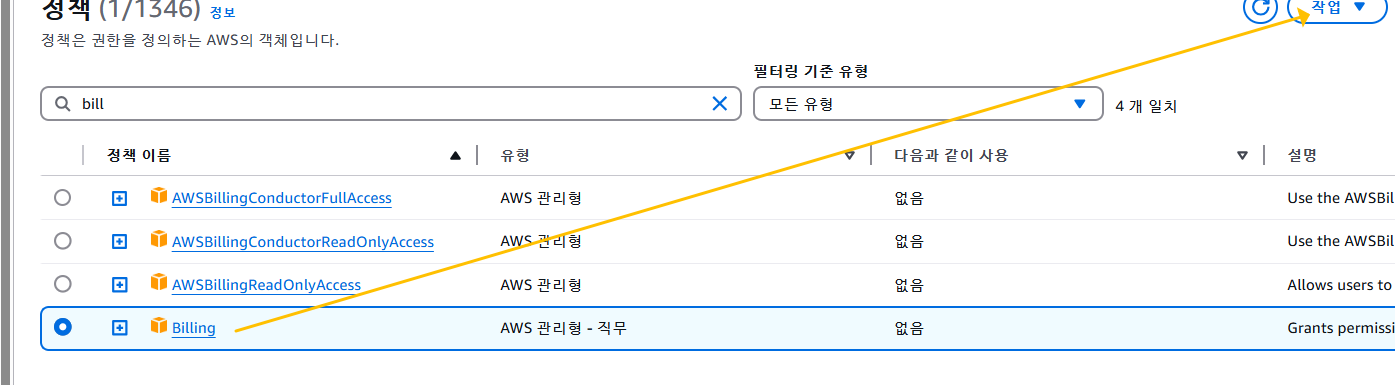 정책 (1/1346) 정보
작업
정책은 권한을 정의하는 AWS의 객체입니다.
필터링 기준 유형
bill
모든 유형
4 개 일치
정책 이름 유형 다음과 같이 사용 설명
AWSBillingConductorFullAccess AWS 관리형 없음 Use the AWSBil
AWSBillingConductorReadOnlyAccess AWS 관리형 없음 Use the AWSBil
AWSBillingReadOnlyAccess AWS 관리형 없음 Allows users to
Billing AWS 관리형 - 직무 없음 Grants permissi